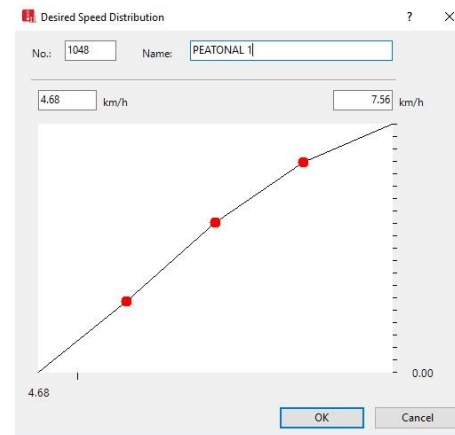 Desired Speed Distribution ? ×
No.: 1048 Name: PEATONAL 1
4.68 km/h 7.56 km/h
0.00
4.68
OK Cancel